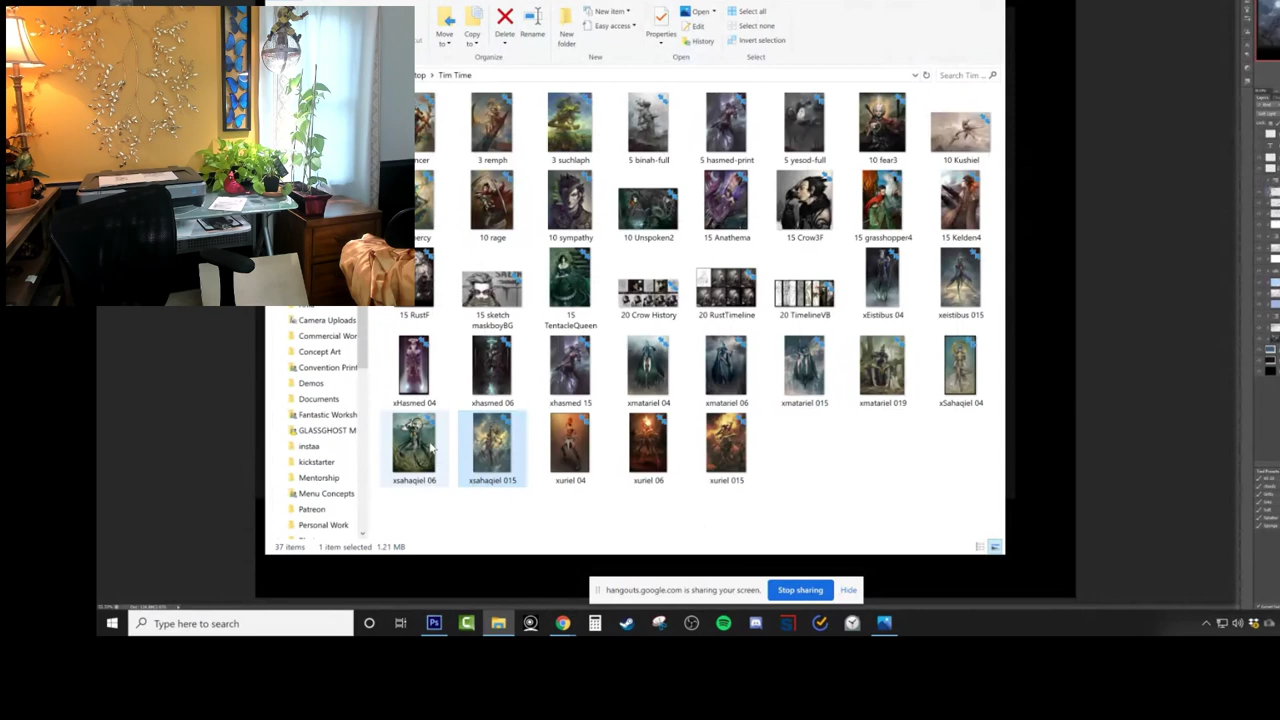 Move
to
Copy
to
Delete
Rename
New
folder
New item
Easy access
Properties
Open
Edit
History
Select all
Select none
Invert selection
Organize
New
Open
Select
top > Tim Time
Search Tim ...
ncer
3 remph
3 suchlaph
5 binah-full
5 hasmed-print
5 yesod-full
10 fear3
10 Kushiel
ercy
10 rage
10 sympathy
10 Unspoken2
15 Anathema
15 Crow3F
15 grasshopper4
15 Kelden4
15 RustF
15 sketch
maskboyBG
15
TentacleQueen
20 Crow History
20 RustTimeline
20 TimelineVB
xEistibus 04
xeistibus 015
xHasmed 04
xhasmed 06
xhasmed 15
xmatariel 04
xmatariel 06
xmatariel 015
xmatariel 019
xSahaqiel 04
xsahaqiel 06
xsahaqiel 015
xuriel 04
xuriel 06
xuriel 015
Camera Uploads
Commercial Wor
Concept Art
Convention Print
Demos
Documents
Fantastic Worksh
GLASSGHOST M
instaa
kickstarter
Mentorship
Menu Concepts
Patreon
Personal Work
37 items
1 item selected 1.21 MB
hangouts.google.com is sharing your screen.
Stop sharing
Hide
Type here to search
Ps